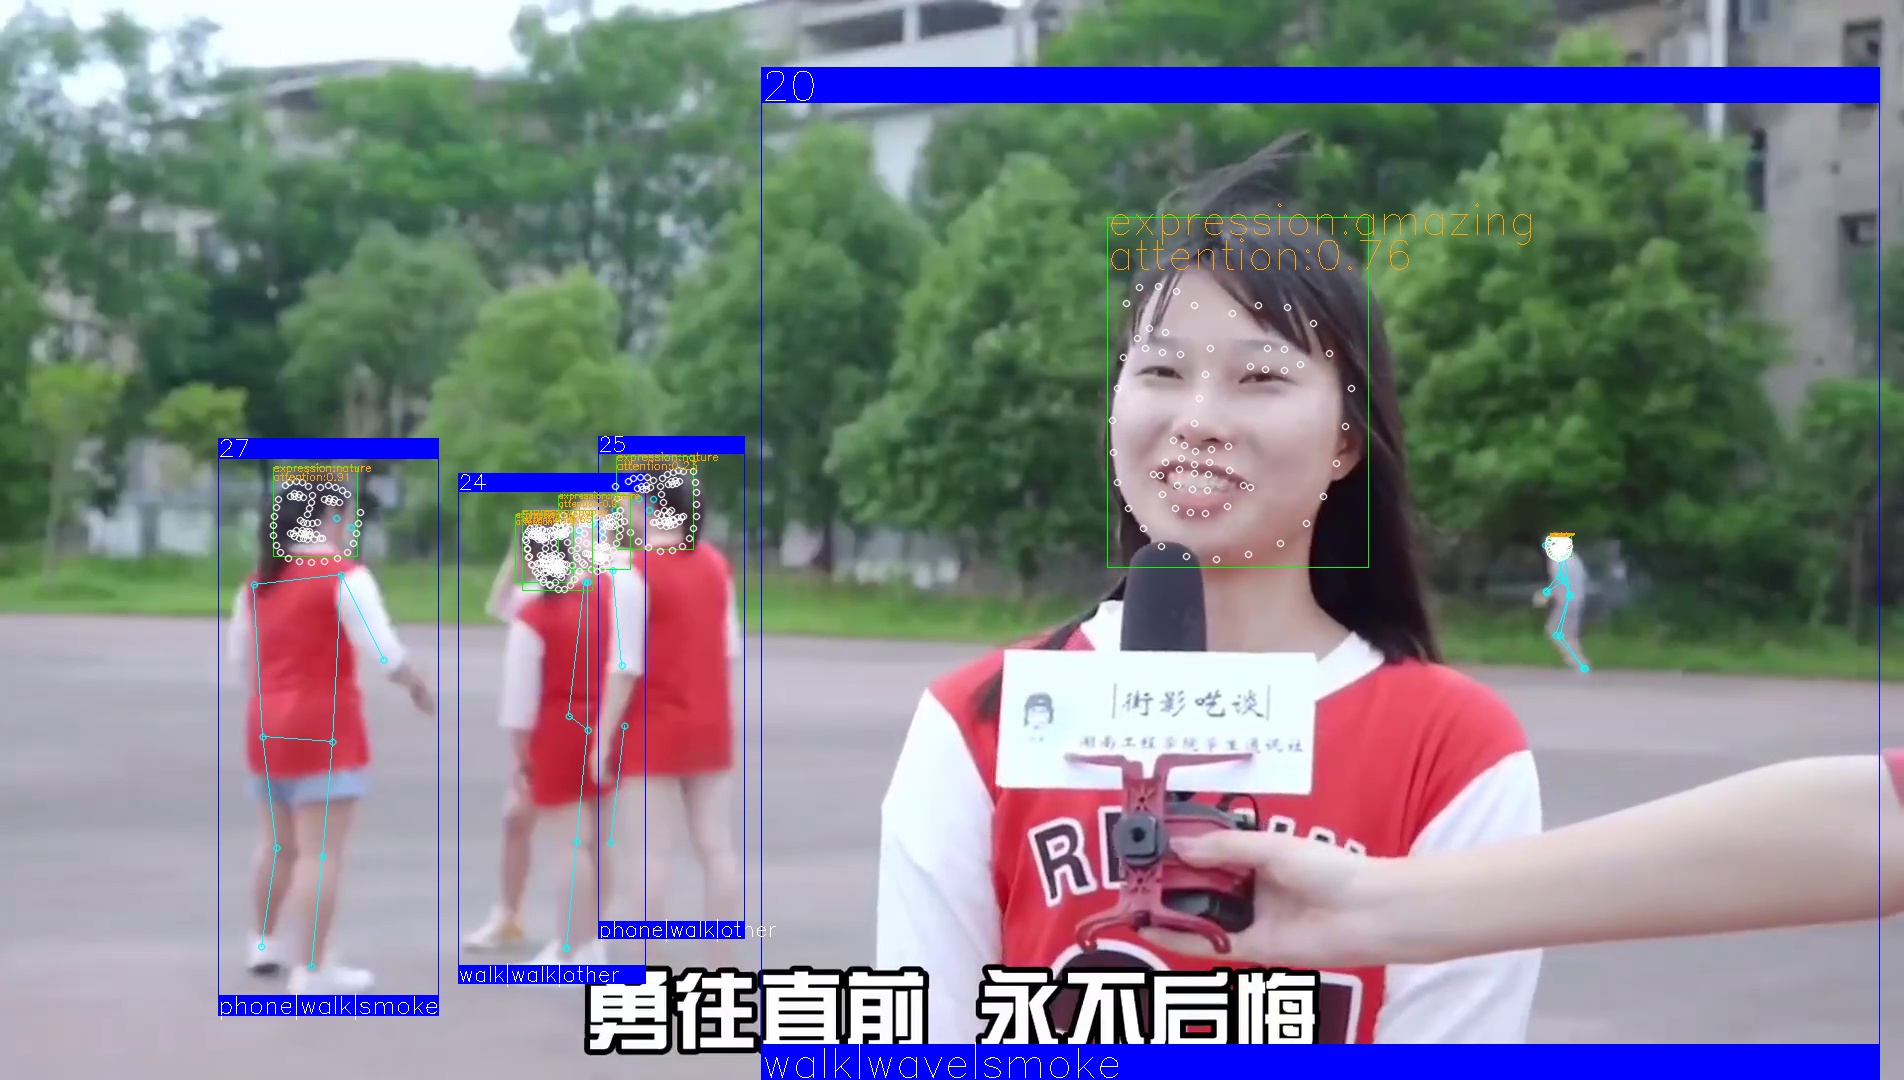 20
expression:amazing
attention:0.76
27
expression:nature
attention:0.91
25
expression:nature
24
街影呓谈
湖南工程学院学生通讯社
phone|walk|other
walk|walk|other
phone|walk|smoke
勇往直前 永不后悔
walk|wave|smoke